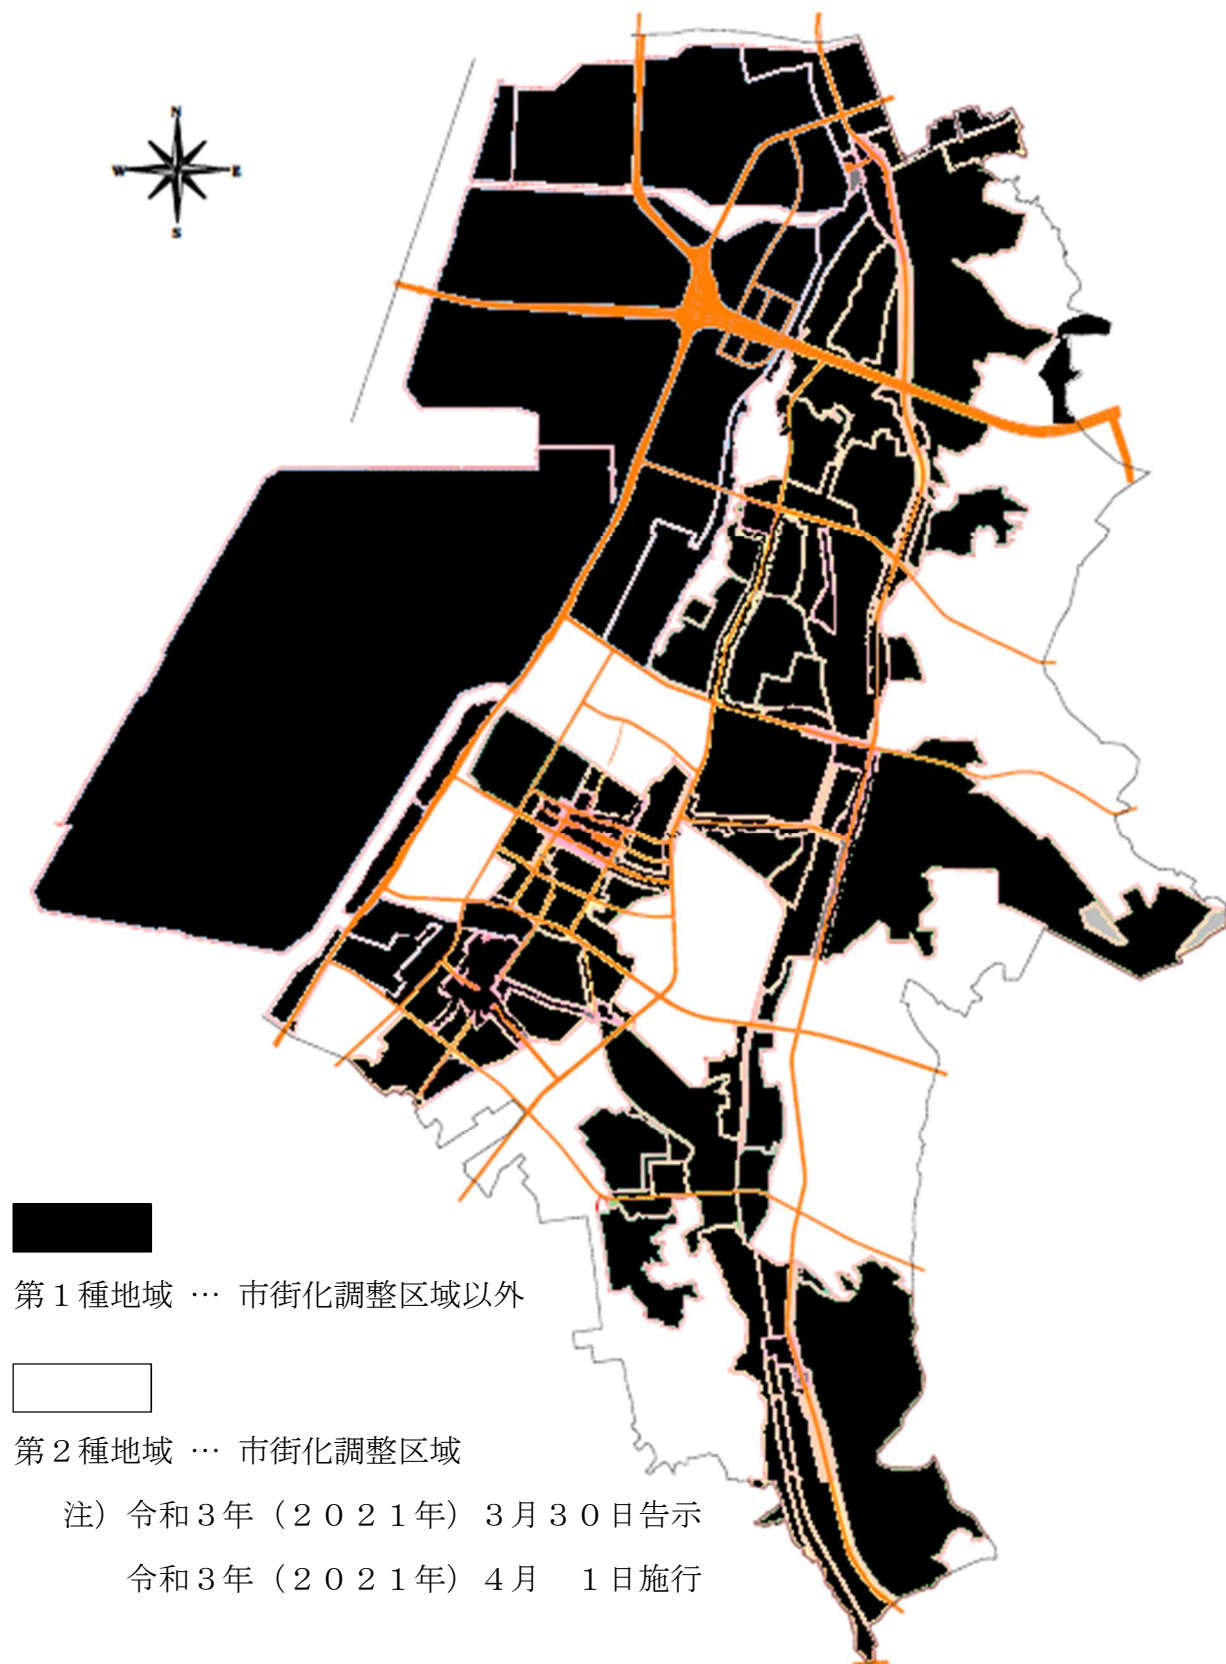 N
W E
S
第1種地域 … 市街化調整区域以外
第2種地域 … 市街化調整区域
注）令和３年（２０２１年）３月３０日告示
令和３年（２０２１年）４月　１日施行